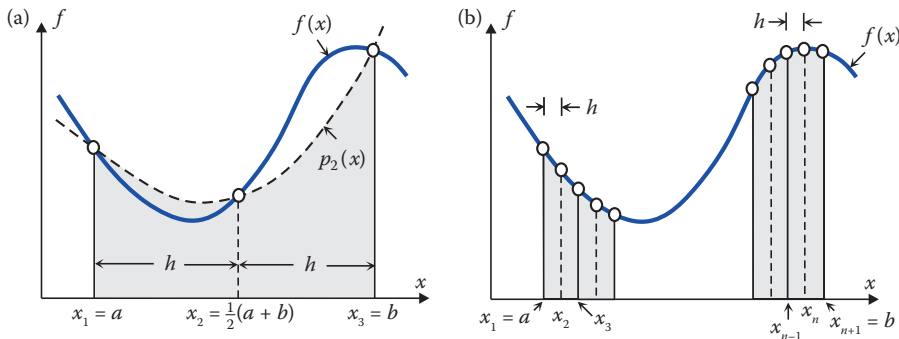 (a)
f
f(x)
p₂(x)
h
h
x
x₁ = a
x₂ = ½(a + b)
x₃ = b
(b)
f
h
f(x)
h
x
x₁ = a
x₂
x₃
xₙ₋₁
xₙ
xₙ₊₁ = b